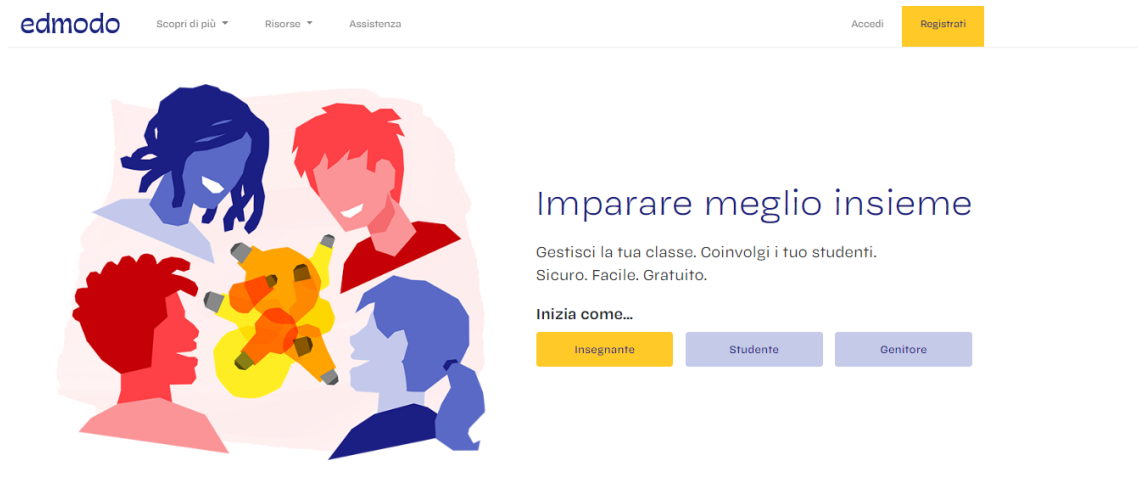 edmodo
Scopri di più
Risorse
Assistenza
Accedi
Registrati
Imparare meglio insieme
Gestisci la tua classe. Coinvolgi i tuo studenti.
Sicuro. Facile. Gratuito.
Inizia come...
Insegnante
Studente
Genitore